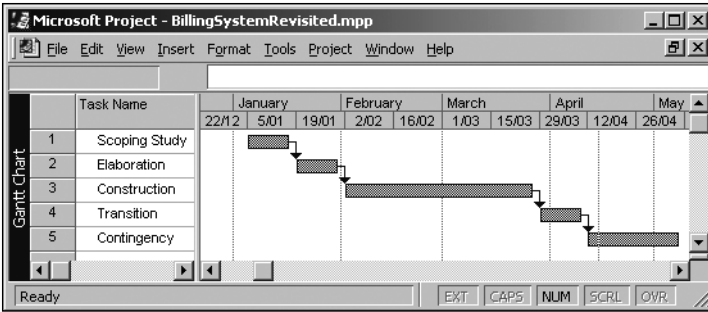 Microsoft Project - BillingSystemRevisited.mpp
File Edit View Insert Format Tools Project Window Help
Task Name
January February March April May
22/12 5/01 19/01 2/02 16/02 1/03 15/03 29/03 12/04 26/04
Gantt Chart
1 Scoping Study
2 Elaboration
3 Construction
4 Transition
5 Contingency
Ready EXT CAPS NUM SCRL OVR